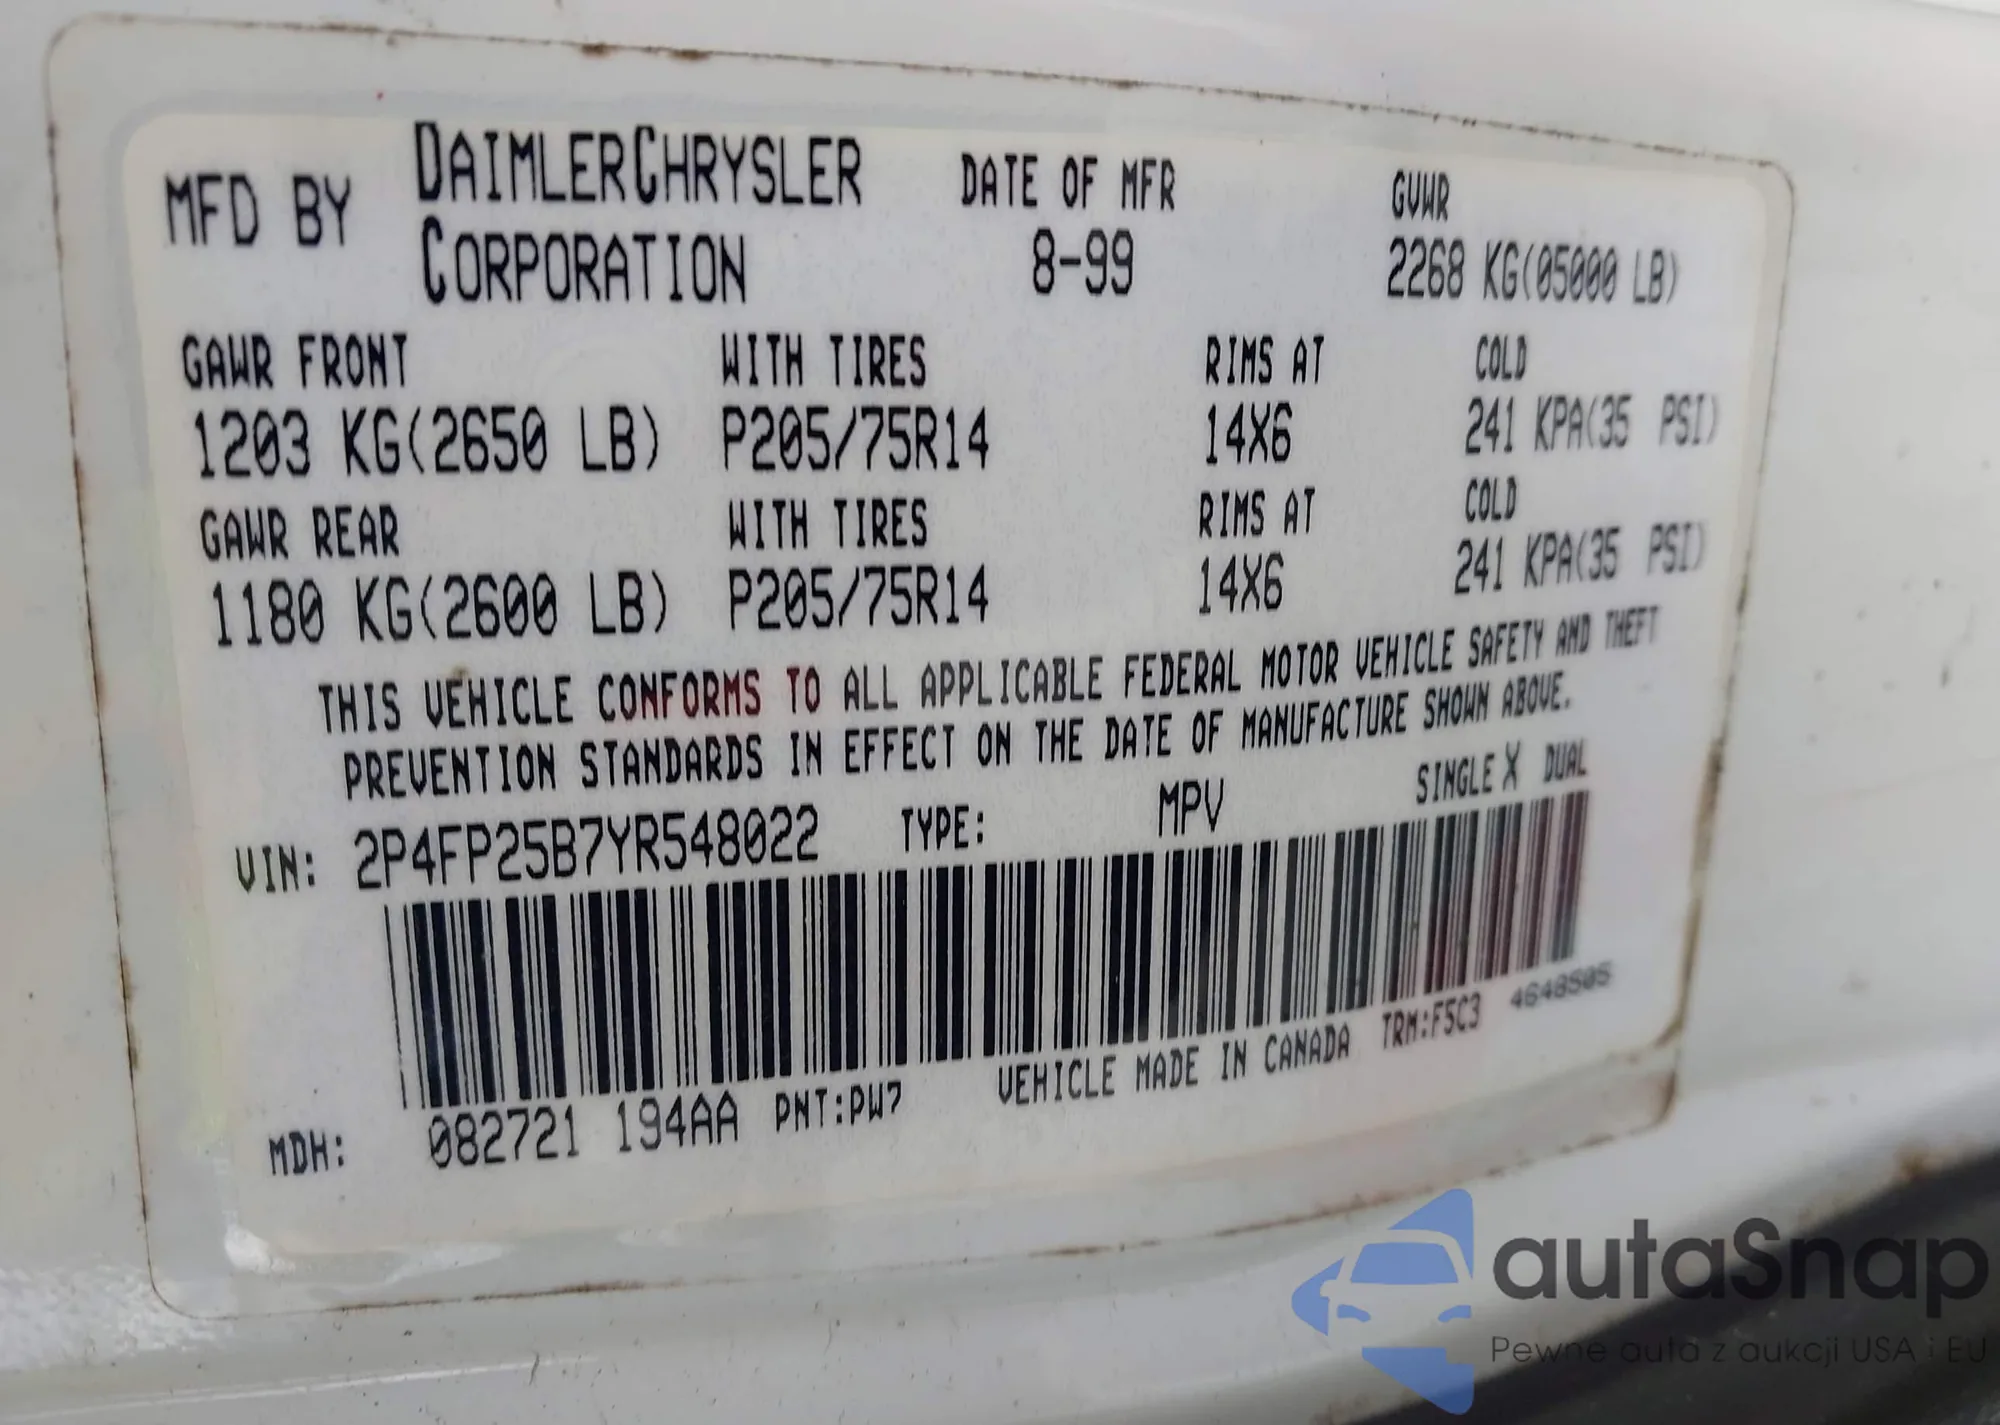 MFD BY DAIMLERCHRYSLER CORPORATION DATE OF MFR 8-99 GVWR 2268 KG(05000 LB)
GAWR FRONT WITH TIRES RIMS AT COLD
1203 KG(2650 LB) P205/75R14 14X6 241 KPA(35 PSI)
GAWR REAR WITH TIRES RIMS AT COLD
1180 KG(2600 LB) P205/75R14 14X6 241 KPA(35 PSI)
THIS VEHICLE CONFORMS TO ALL APPLICABLE FEDERAL MOTOR VEHICLE SAFETY AND THEFT
PREVENTION STANDARDS IN EFFECT ON THE DATE OF MANUFACTURE SHOWN ABOVE.
VIN: 2P4FP25B7YR548022 TYPE: MPV SINGLE X DUAL
MDH: 082721 194AA PNT:PW7 VEHICLE MADE IN CANADA TRM:F5C3 4648505
autaSnap
Pewne auta z aukcji USA i EU